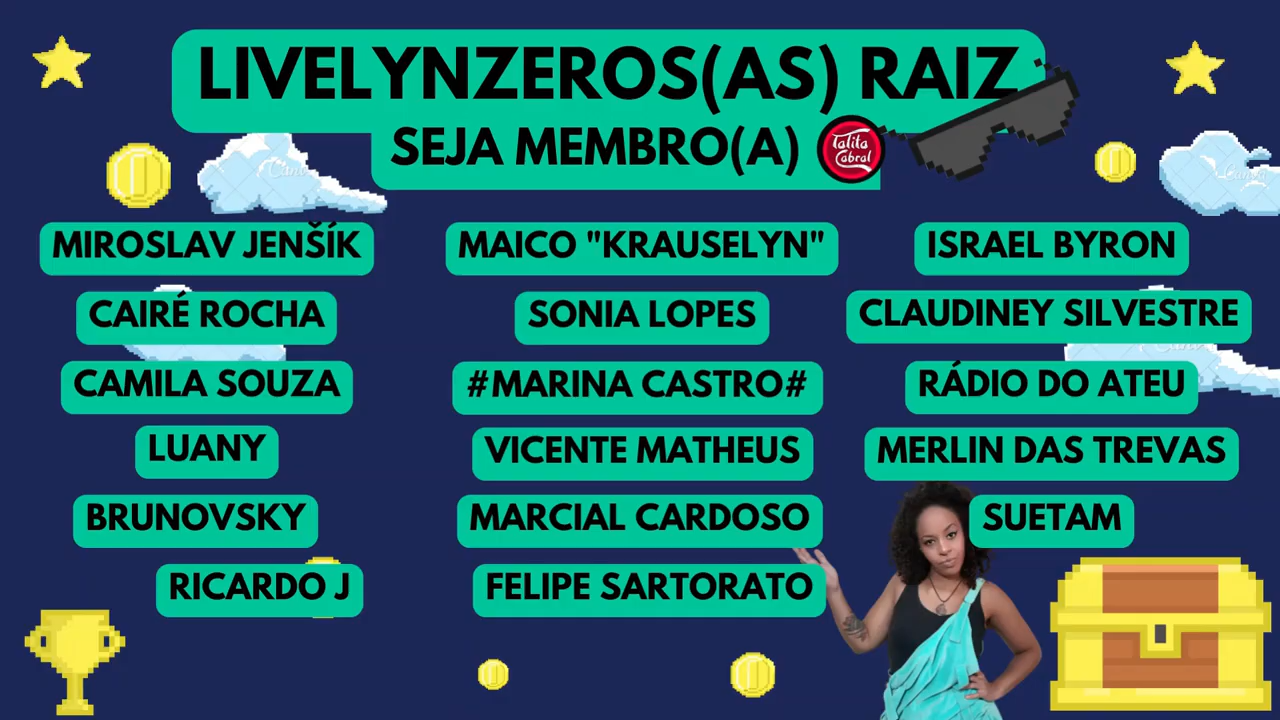 LIVELYNZEROS(AS) RAIZ
SEJA MEMBRO(A)
Talita
Cabral
Canva
MIROSLAV JENŠÍK
MAICO "KRAUSELYN"
ISRAEL BYRON
CAIRÉ ROCHA
SONIA LOPES
CLAUDINEY SILVESTRE
CAMILA SOUZA
#MARINA CASTRO#
RÁDIO DO ATEU
LUANY
VICENTE MATHEUS
MERLIN DAS TREVAS
BRUNOVSKY
MARCIAL CARDOSO
SUETAM
RICARDO J
FELIPE SARTORATO